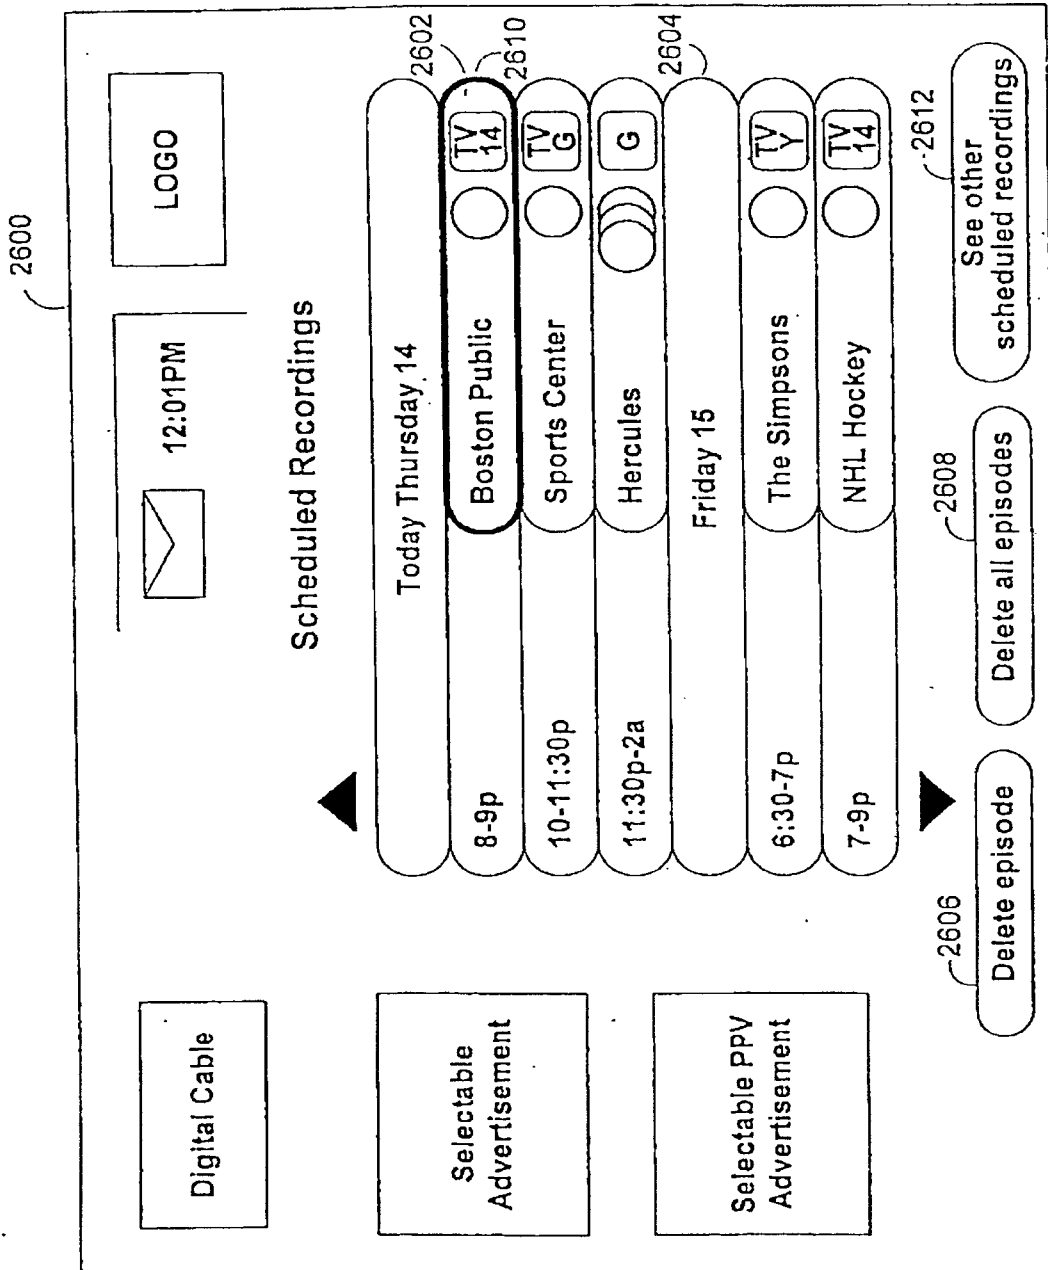 2600
Digital Cable
12:01PM
LOGO
Scheduled Recordings
Selectable
Advertisement
Selectable PPV
Advertisement
Today Thursday 14
2602
8-9p Boston Public TV 14
2610
10-11:30p Sports Center TV G
11:30p-2a Hercules G
Friday 15
2604
6:30-7p The Simpsons TV Y
7-9p NHL Hockey TV 14
2606
Delete episode
2608
Delete all episodes
2612
See other
scheduled recordings